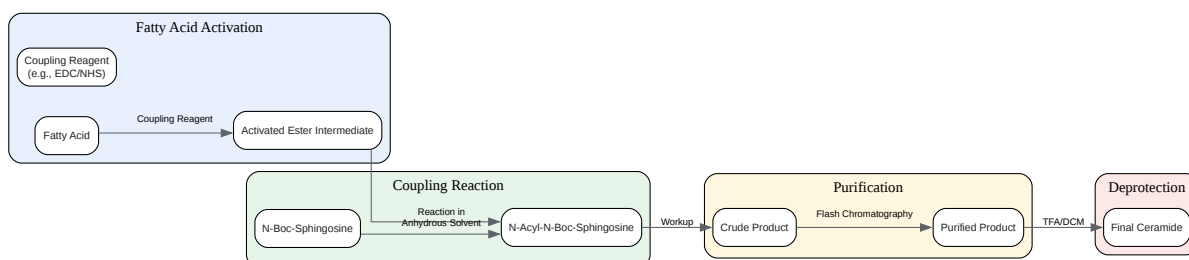 Fatty Acid Activation
Coupling Reagent
(e.g., EDC/NHS)
Fatty Acid
Coupling Reagent
Activated Ester Intermediate
Coupling Reaction
N-Boc-Sphingosine
Reaction in
Anhydrous Solvent
N-Acyl-N-Boc-Sphingosine
Workup
Purification
Crude Product
Flash Chromatography
Purified Product
TFA/DCM
Deprotection
Final Ceramide